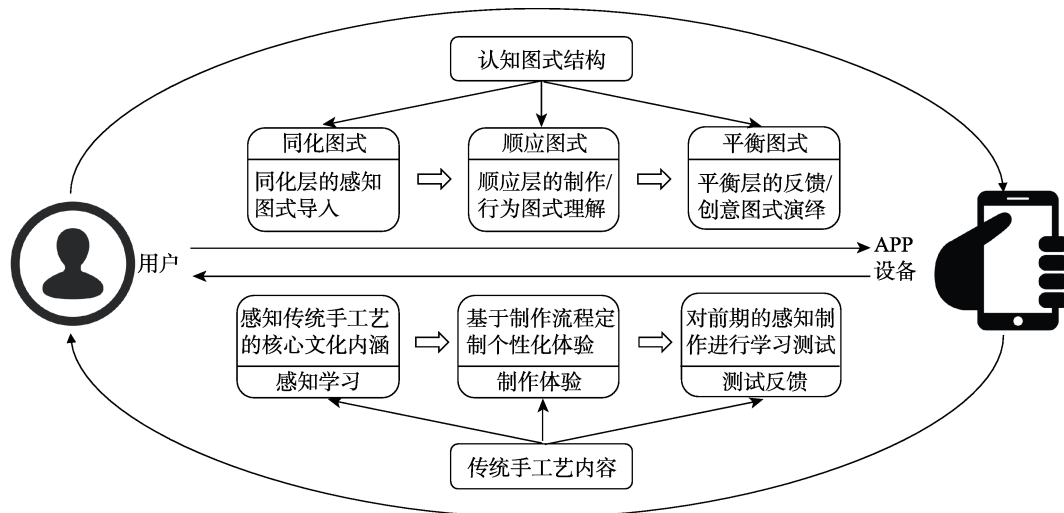 认知图式结构
同化图式
同化层的感知
图式导入
顺应图式
顺应层的制作/
行为图式理解
平衡图式
平衡层的反馈/
创意图式演绎
用户
APP
设备
感知传统手工艺
的核心文化内涵
感知学习
基于制作流程定
制个性化体验
制作体验
对前期的感知制
作进行学习测试
测试反馈
传统手工艺内容